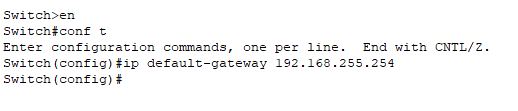 Switch>en
Switch#conf t
Enter configuration commands, one per line.  End with CNTL/Z.
Switch(config)#ip default-gateway 192.168.255.254
Switch(config)#